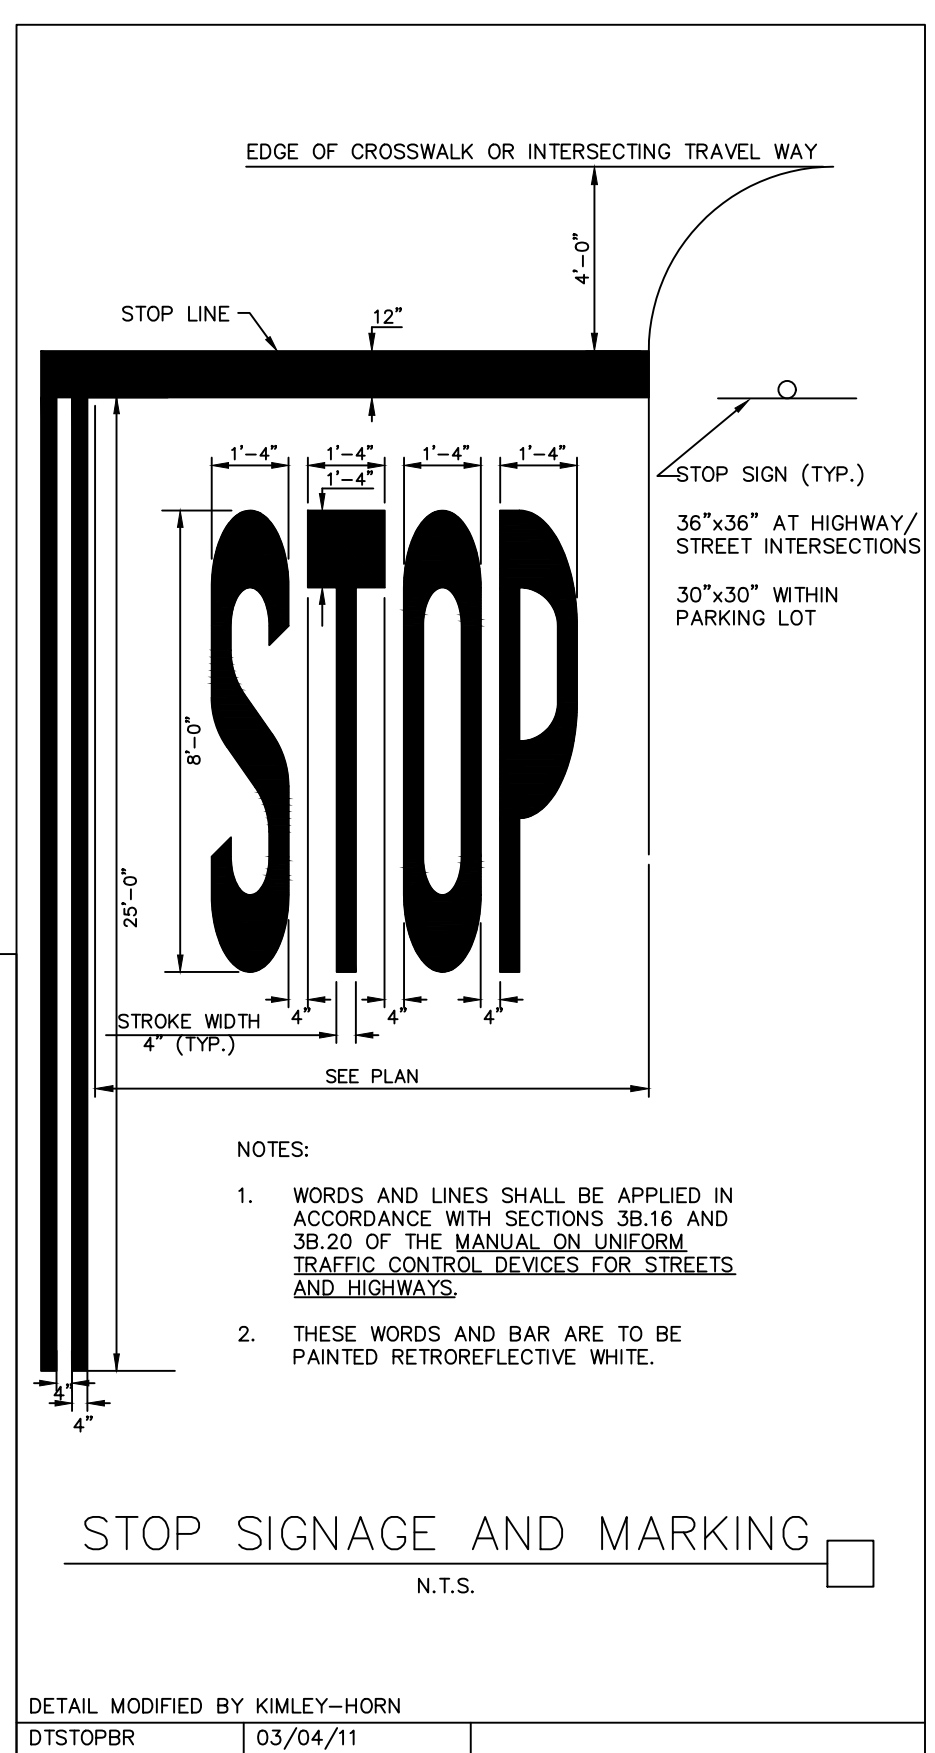 EDGE OF CROSSWALK OR INTERSECTING TRAVEL WAY
4'-0"
STOP LINE
12"
1'-4" 1'-4" 1'-4" 1'-4"
1'-4"
STOP SIGN (TYP.)
36"x36" AT HIGHWAY/
STREET INTERSECTIONS
30"x30" WITHIN
PARKING LOT
STOP
8'-0"
25'-0"
4" 4" 4"
STROKE WIDTH
4" (TYP.)
SEE PLAN
NOTES:
1. WORDS AND LINES SHALL BE APPLIED IN
ACCORDANCE WITH SECTIONS 3B.16 AND
3B.20 OF THE MANUAL ON UNIFORM
TRAFFIC CONTROL DEVICES FOR STREETS
AND HIGHWAYS.
2. THESE WORDS AND BAR ARE TO BE
PAINTED RETROREFLECTIVE WHITE.
4"
4"
STOP SIGNAGE AND MARKING
N.T.S.
DETAIL MODIFIED BY KIMLEY-HORN
DTSTOPBR 03/04/11